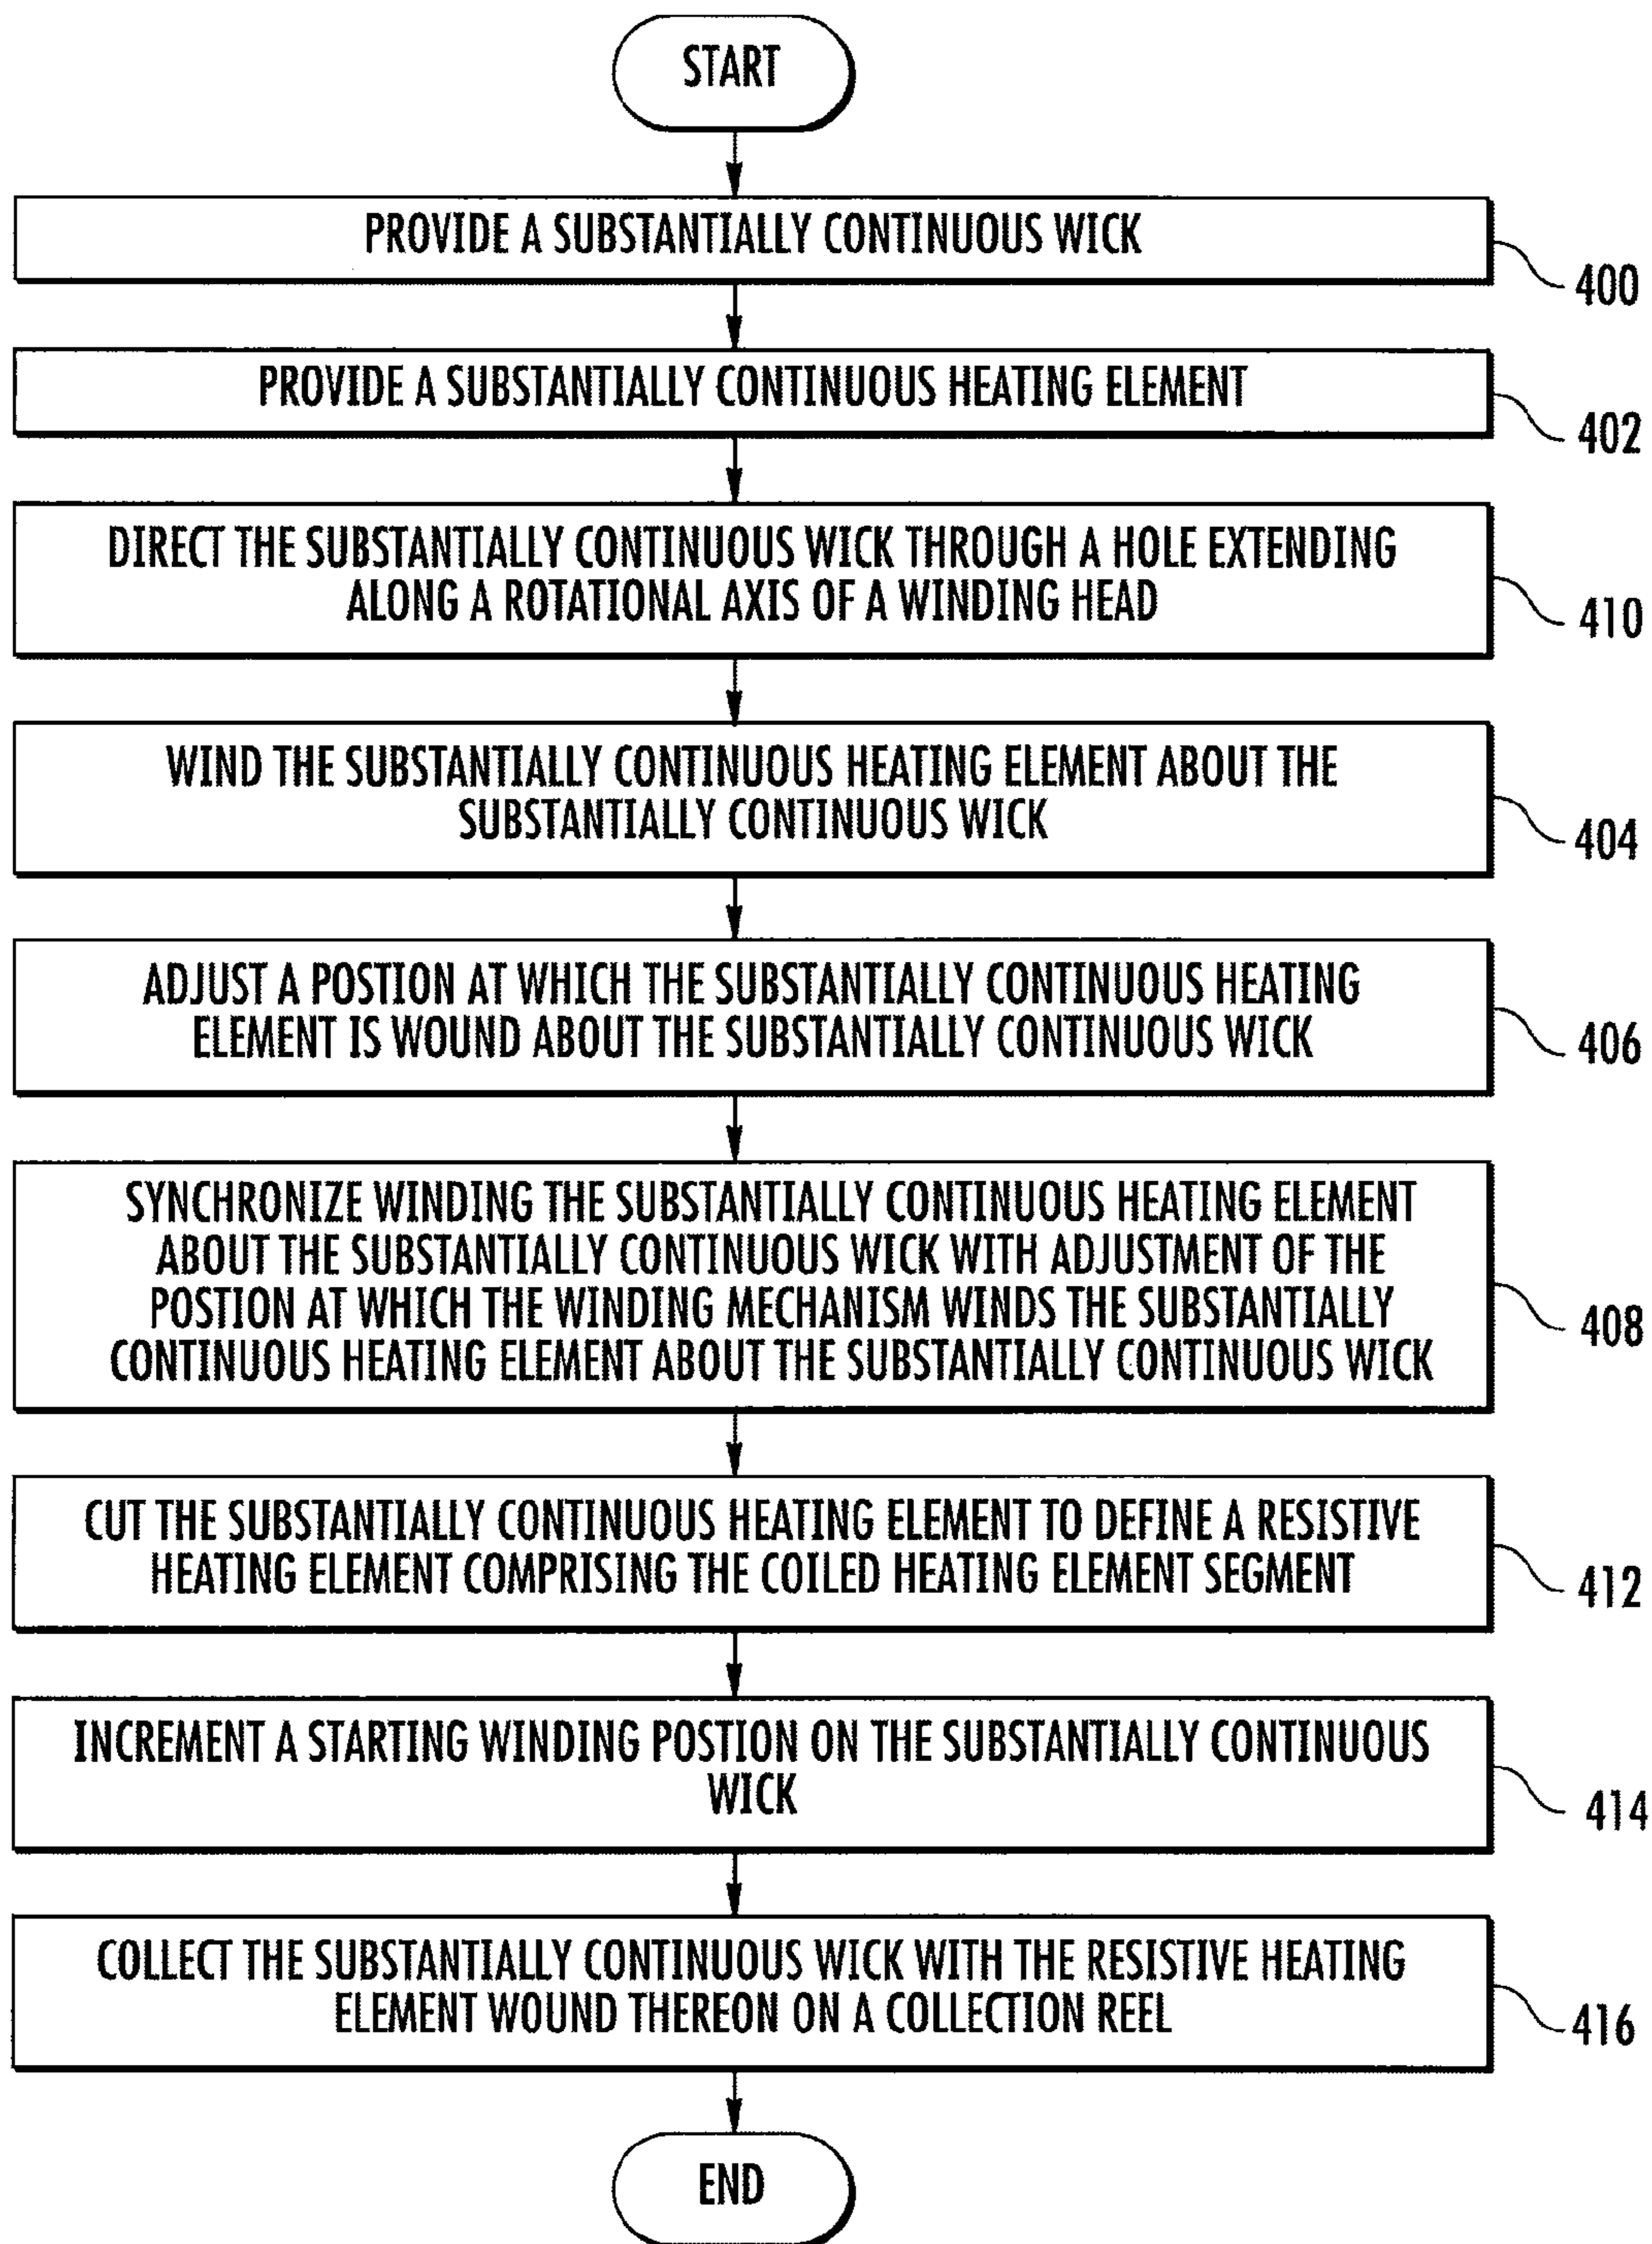 START
PROVIDE A SUBSTANTIALLY CONTINUOUS WICK
400
PROVIDE A SUBSTANTIALLY CONTINUOUS HEATING ELEMENT
402
DIRECT THE SUBSTANTIALLY CONTINUOUS WICK THROUGH A HOLE EXTENDING
ALONG A ROTATIONAL AXIS OF A WINDING HEAD
410
WIND THE SUBSTANTIALLY CONTINUOUS HEATING ELEMENT ABOUT THE
SUBSTANTIALLY CONTINUOUS WICK
404
ADJUST A POSTION AT WHICH THE SUBSTANTIALLY CONTINUOUS HEATING
ELEMENT IS WOUND ABOUT THE SUBSTANTIALLY CONTINUOUS WICK
406
SYNCHRONIZE WINDING THE SUBSTANTIALLY CONTINUOUS HEATING ELEMENT
ABOUT THE SUBSTANTIALLY CONTINUOUS WICK WITH ADJUSTMENT OF THE
POSTION AT WHICH THE WINDING MECHANISM WINDS THE SUBSTANTIALLY
CONTINUOUS HEATING ELEMENT ABOUT THE SUBSTANTIALLY CONTINUOUS WICK
408
CUT THE SUBSTANTIALLY CONTINUOUS HEATING ELEMENT TO DEFINE A RESISTIVE
HEATING ELEMENT COMPRISING THE COILED HEATING ELEMENT SEGMENT
412
INCREMENT A STARTING WINDING POSTION ON THE SUBSTANTIALLY CONTINUOUS
WICK
414
COLLECT THE SUBSTANTIALLY CONTINUOUS WICK WITH THE RESISTIVE HEATING
ELEMENT WOUND THEREON ON A COLLECTION REEL
416
END